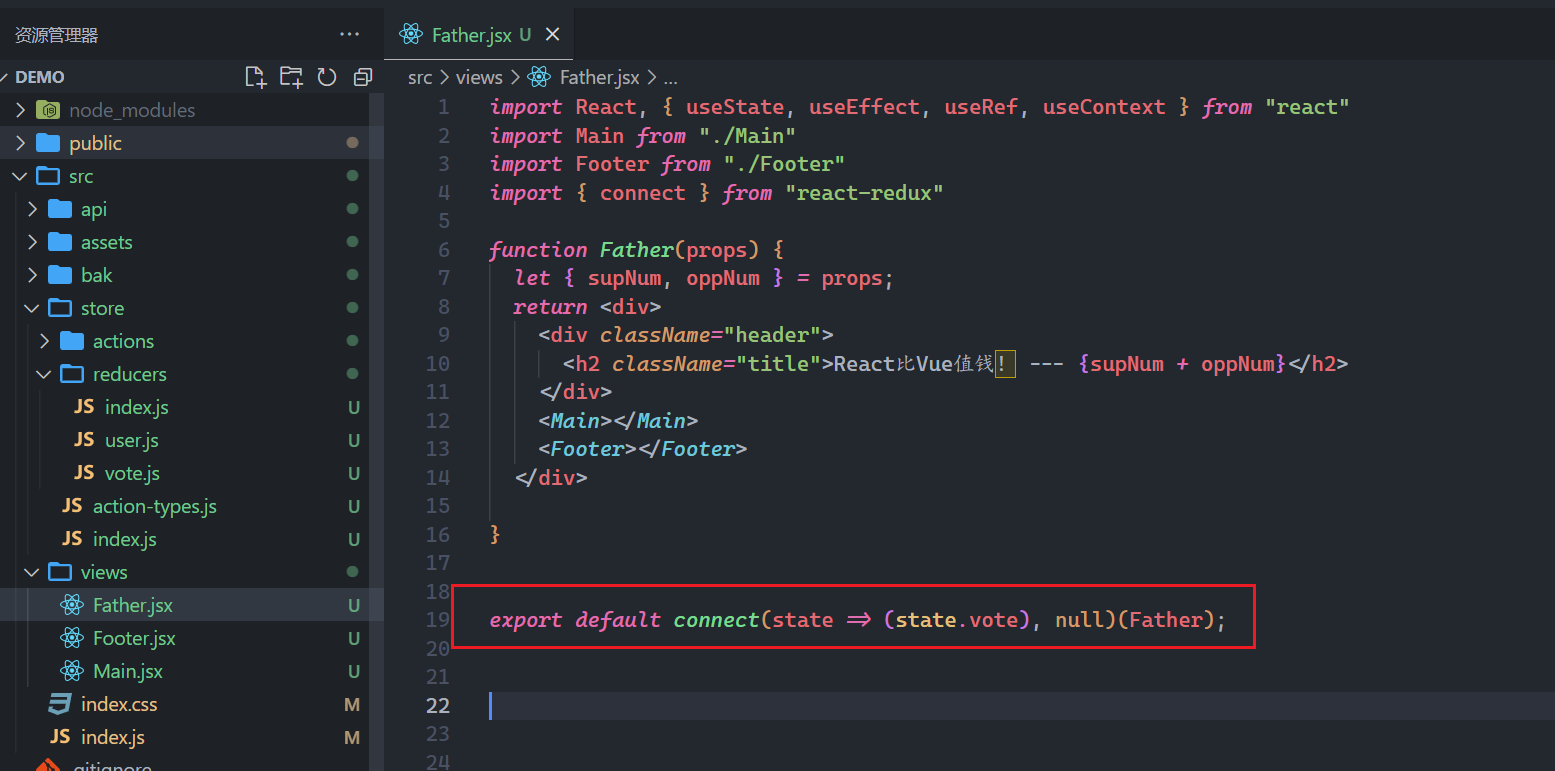 资源管理器
···
DEMO
node_modules
public
src
api
assets
bak
store
actions
reducers
JS index.js U
JS user.js U
JS vote.js U
JS action-types.js U
JS index.js U
views
Father.jsx U
Footer.jsx U
Main.jsx U
index.css M
JS index.js M
.gitignore
Father.jsx U
src > views > Father.jsx > ...
1 import React, { useState, useEffect, useRef, useContext } from "react"
2 import Main from "./Main"
3 import Footer from "./Footer"
4 import { connect } from "react-redux"
5
6 function Father(props) {
7 let { supNum, oppNum } = props;
8 return <div>
9 <div className="header">
10 <h2 className="title">React比Vue值钱！ --- {supNum + oppNum}</h2>
11 </div>
12 <Main></Main>
13 <Footer></Footer>
14 </div>
15
16 }
17
18
19 export default connect(state => (state.vote), null)(Father);
20
21
22
23
24